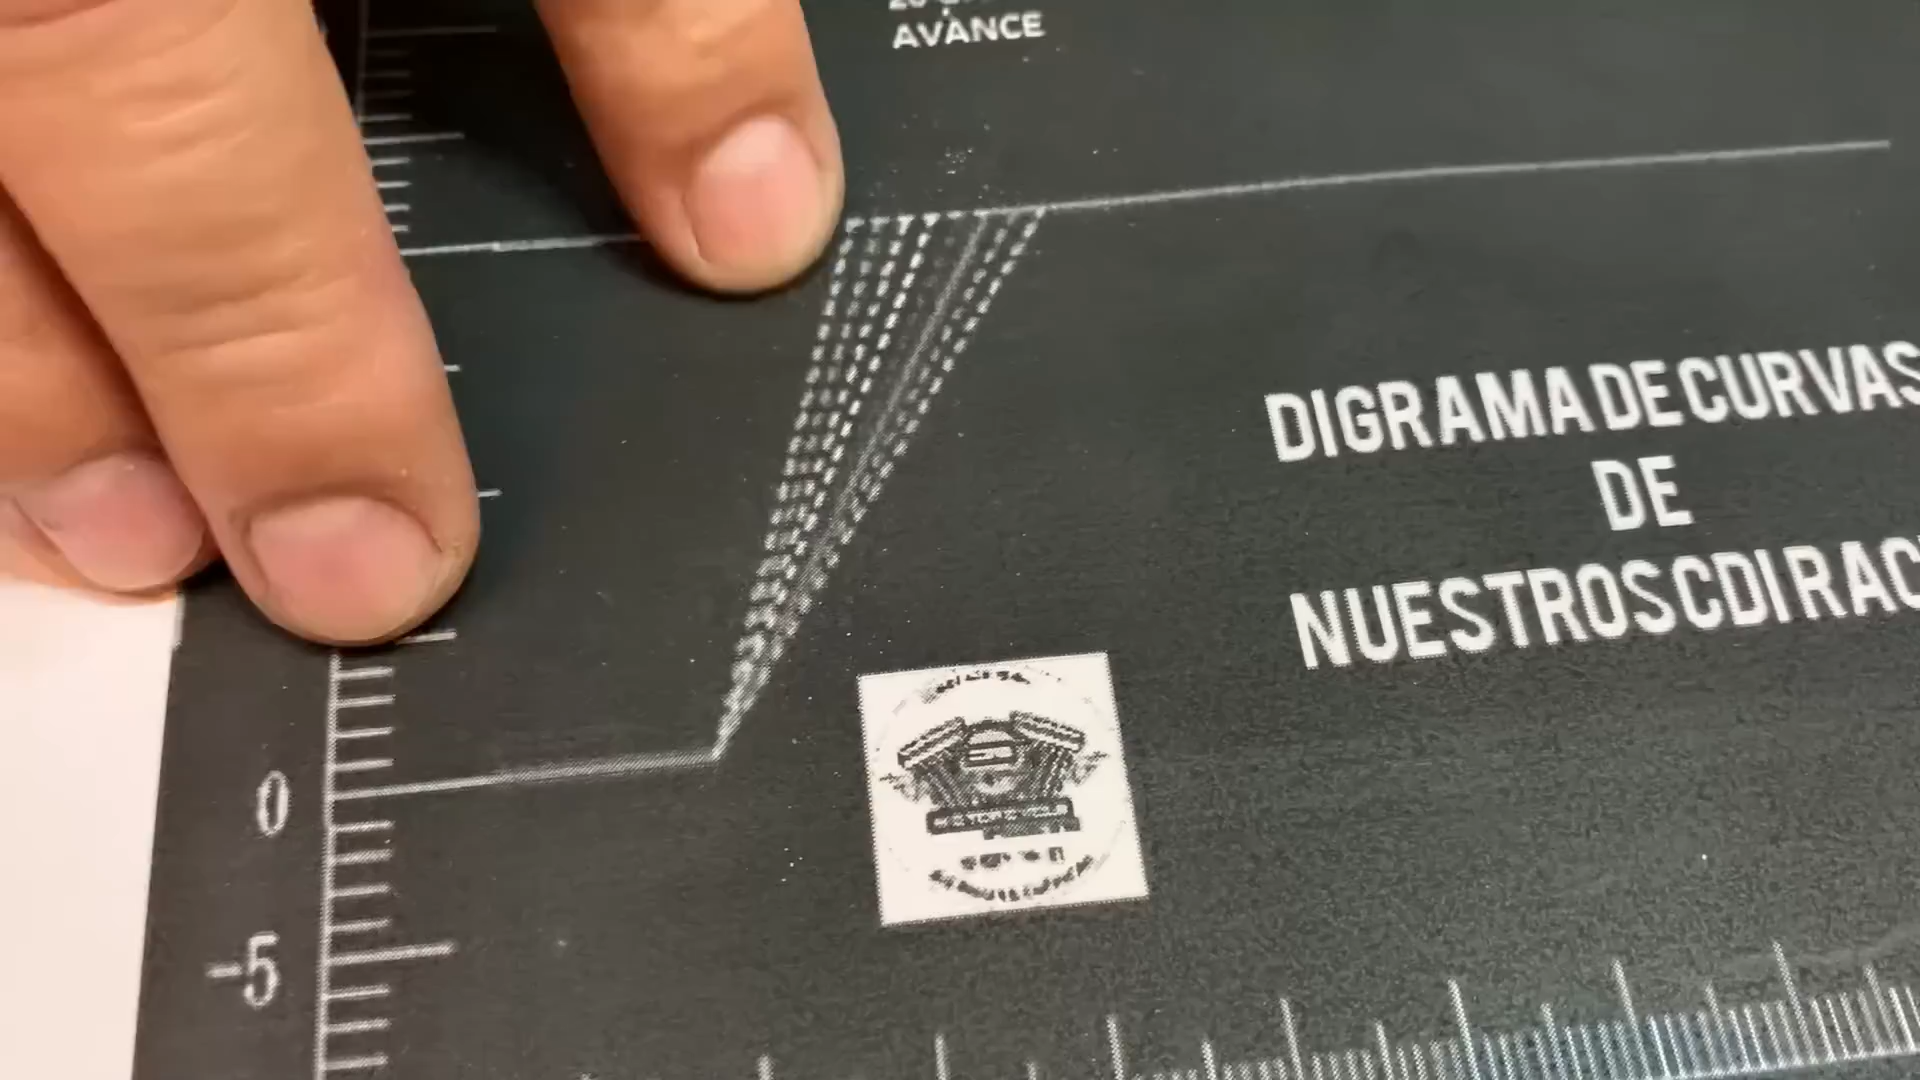 AVANCE
DIGRAMA DE CURVAS
DE
NUESTROS CDI RAC
0
-5